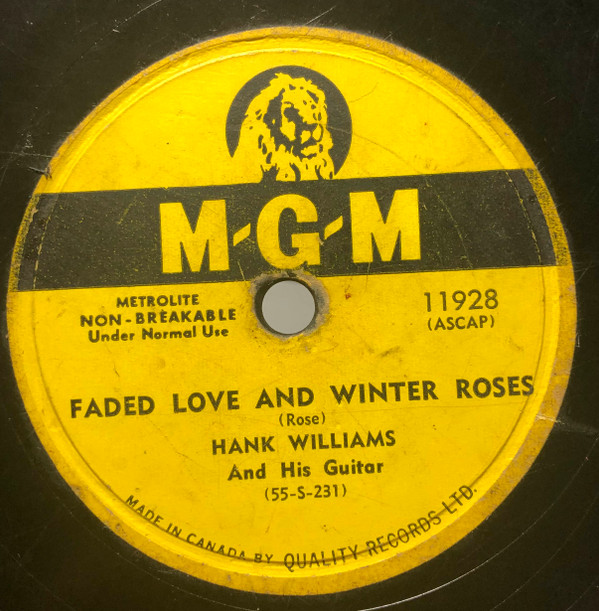 M-G-M
METROLITE
NON-BREAKABLE
Under Normal Use
11928
(ASCAP)
FADED LOVE AND WINTER ROSES
(Rose)
HANK WILLIAMS
And His Guitar
(55-S-231)
MADE IN CANADA BY QUALITY RECORDS LTD.